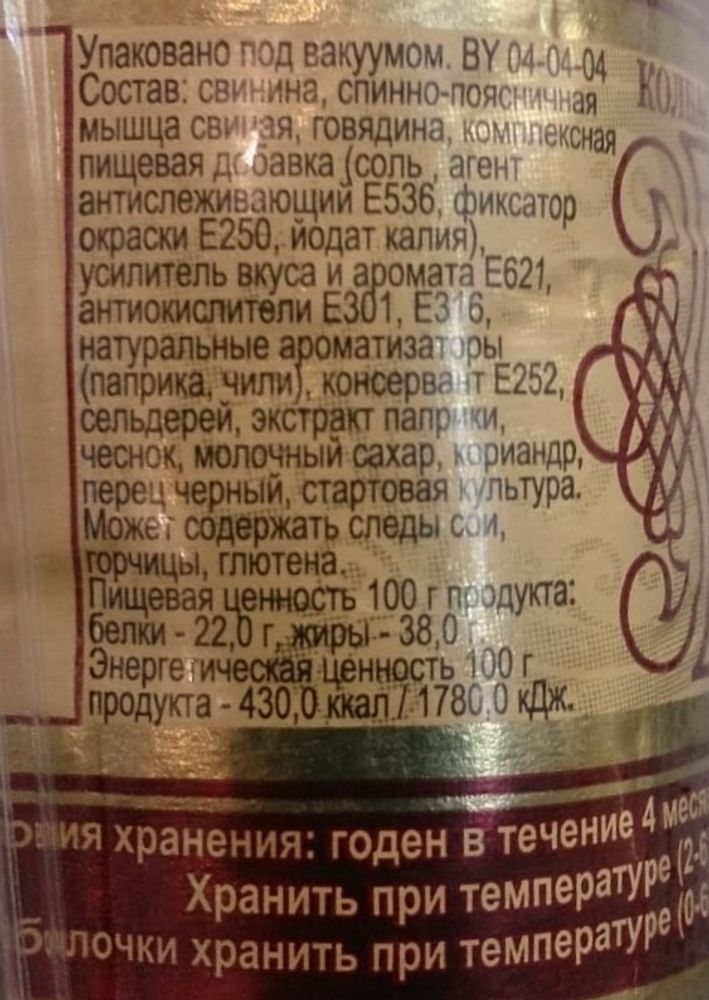 Упаковано под вакуумом. BY 04-04-04
Состав: свинина, спинно-поясничная
мышца свиная, говядина, комплексная
пищевая добавка (соль , агент
антислеживающий Е536, фиксатор
окраски Е250, йодат калия),
усилитель вкуса и аромата Е621,
антиокислители Е301, Е316,
натуральные ароматизаторы
(паприка, чили), консервант Е252,
сельдерей, экстракт паприки,
чеснок, молочный сахар, кориандр,
перец черный, стартовая культура.
Может содержать следы сои,
горчицы, глютена.
Пищевая ценность 100 г продукта:
белки - 22,0 г, жиры - 38,0 г.
Энергетическая ценность 100 г
продукта - 430,0 ккал / 1780,0 кДж.
хранения: годен в течение 4
Хранить при температуре (2-6
хранить при температуре (0-6